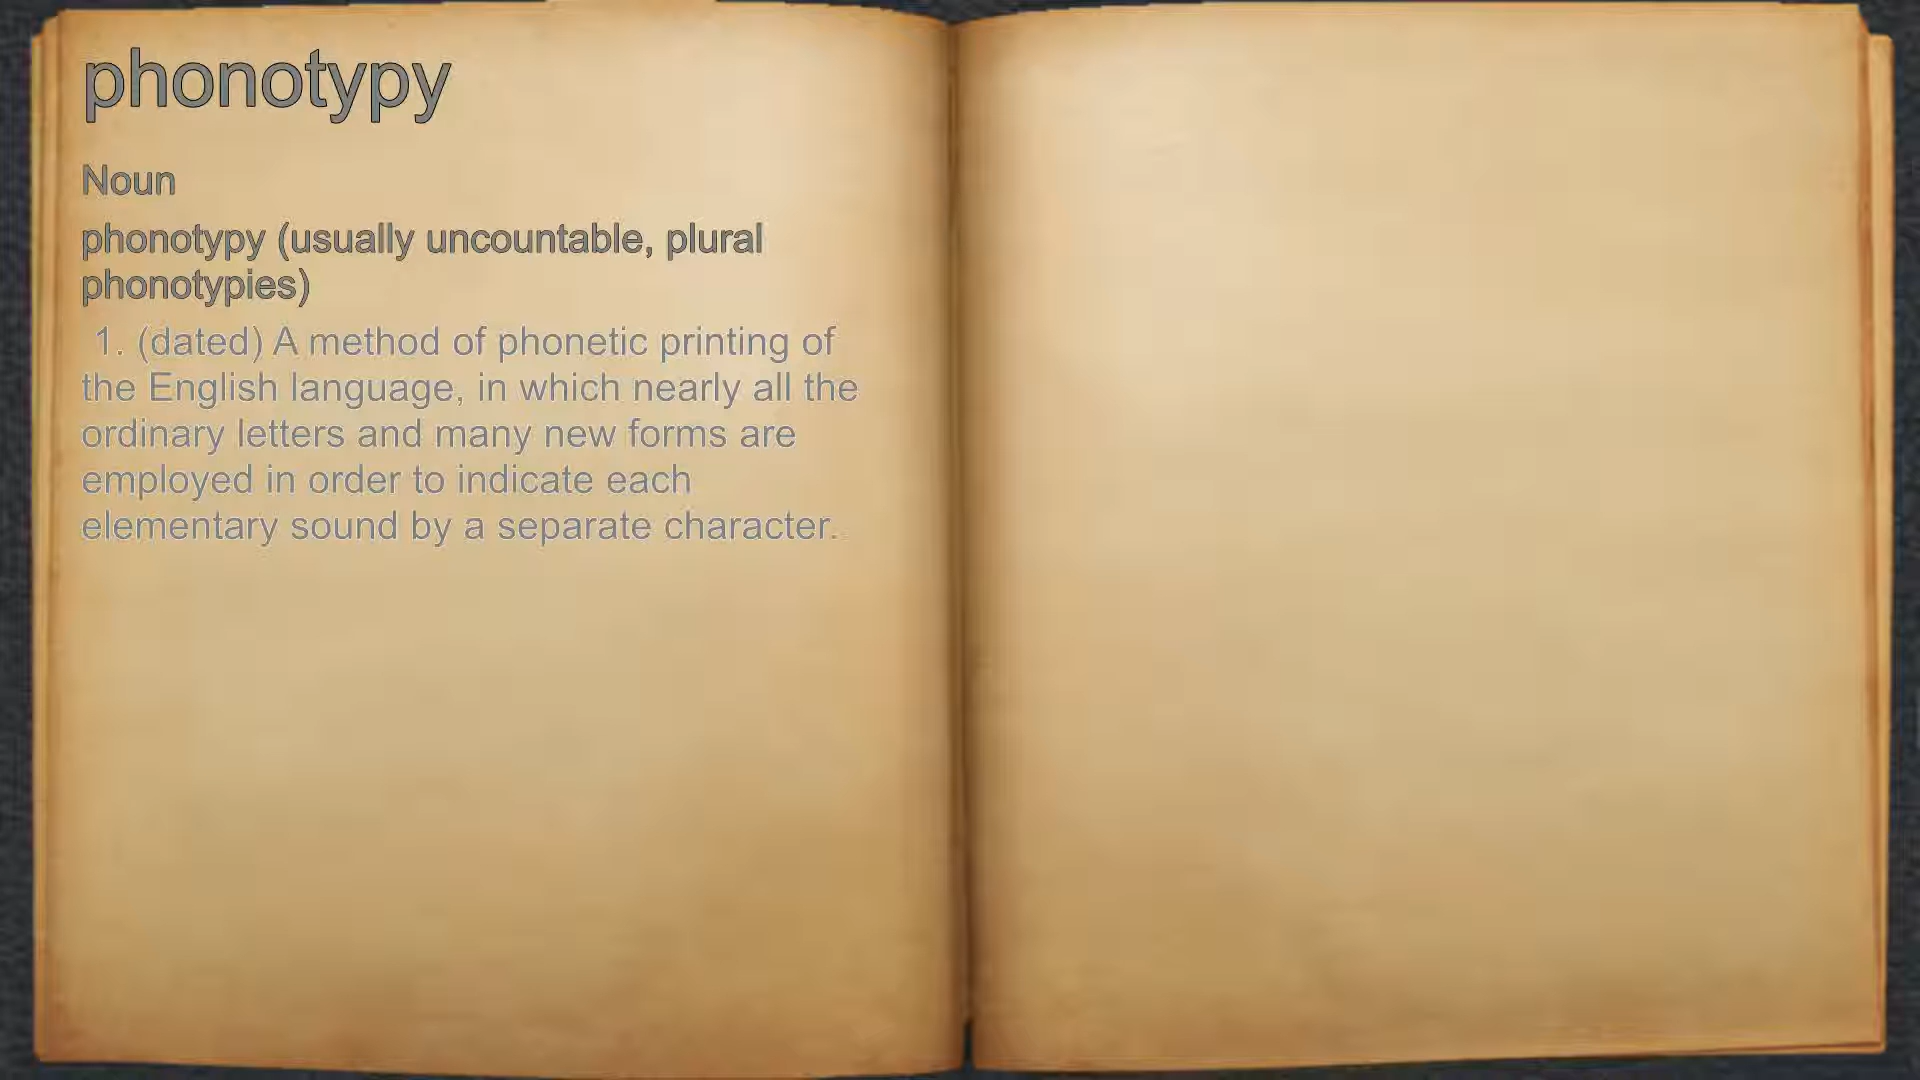 phonotypy
Noun
phonotypy (usually uncountable, plural
phonotypies)
1. (dated) A method of phonetic printing of
the English language, in which nearly all the
ordinary letters and many new forms are
employed in order to indicate each
elementary sound by a separate character.